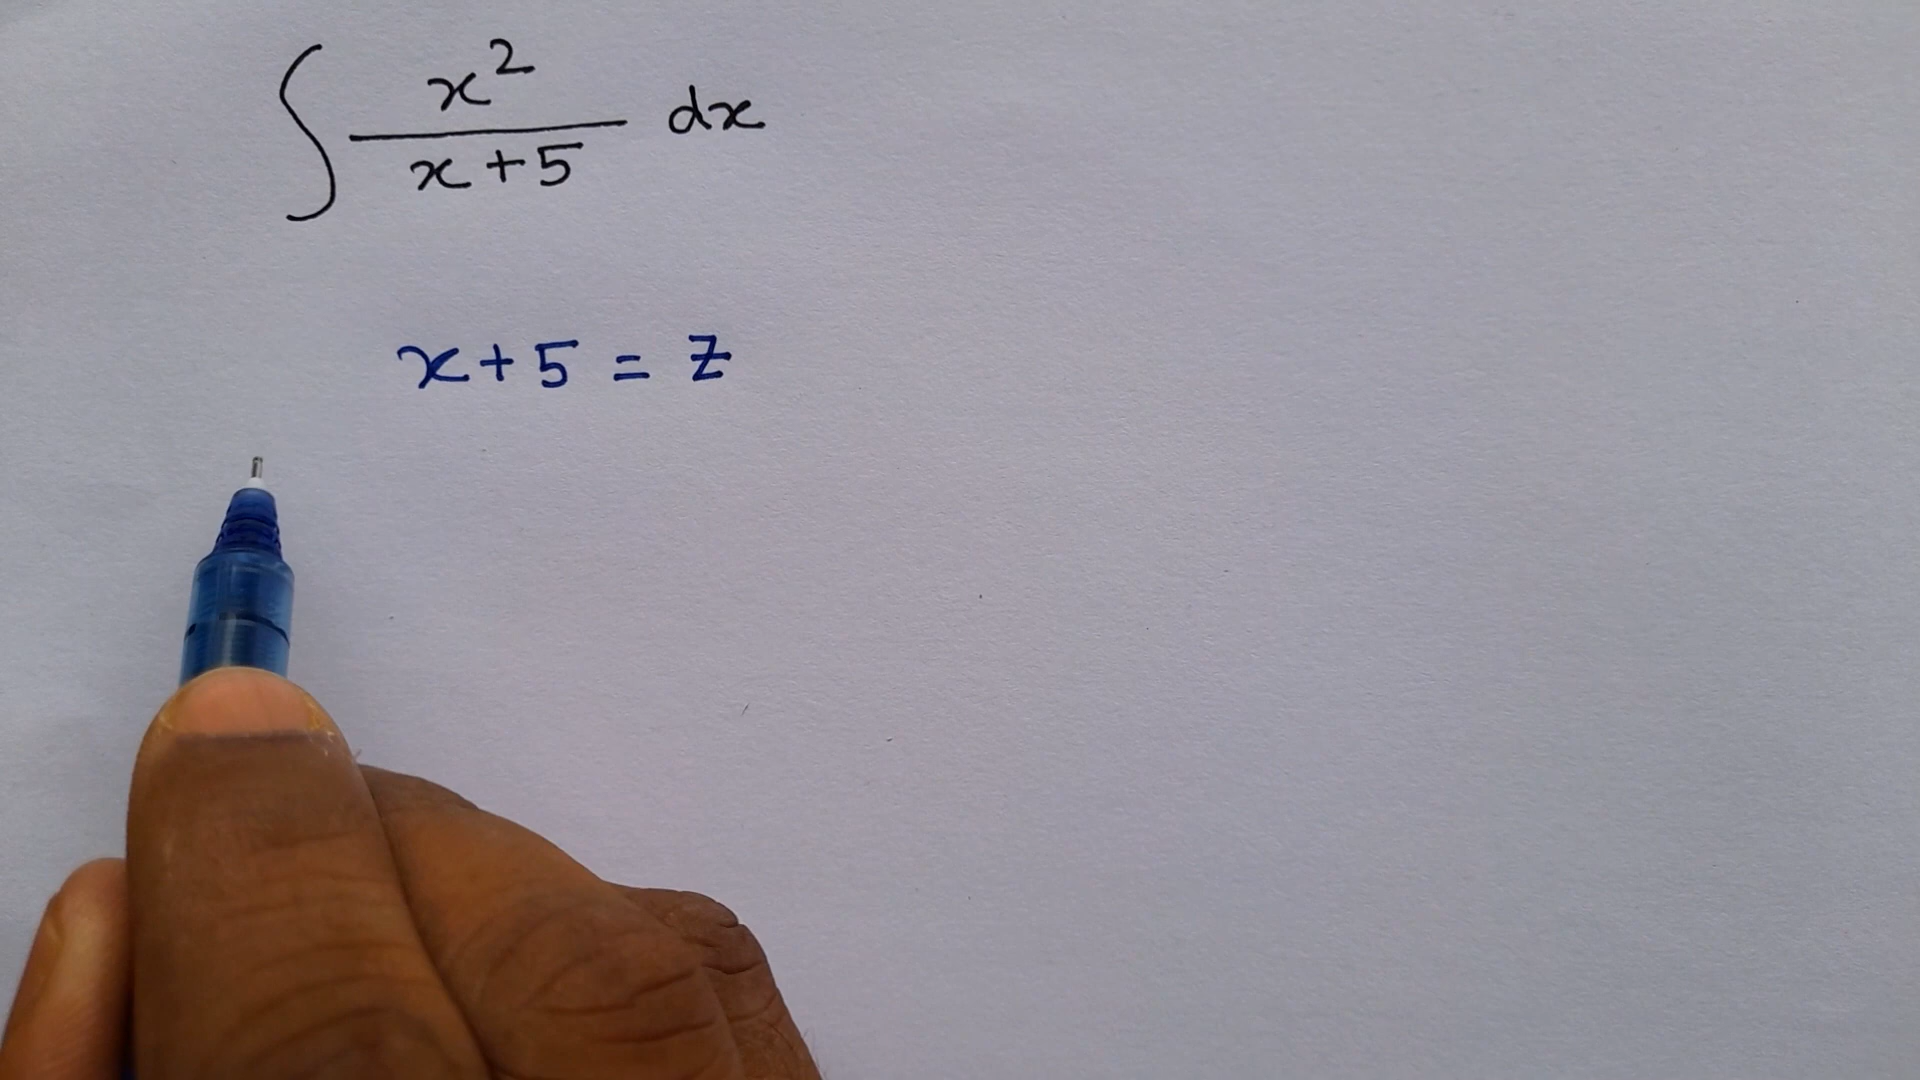 ∫ x² / (x + 5) dx
x + 5 = z